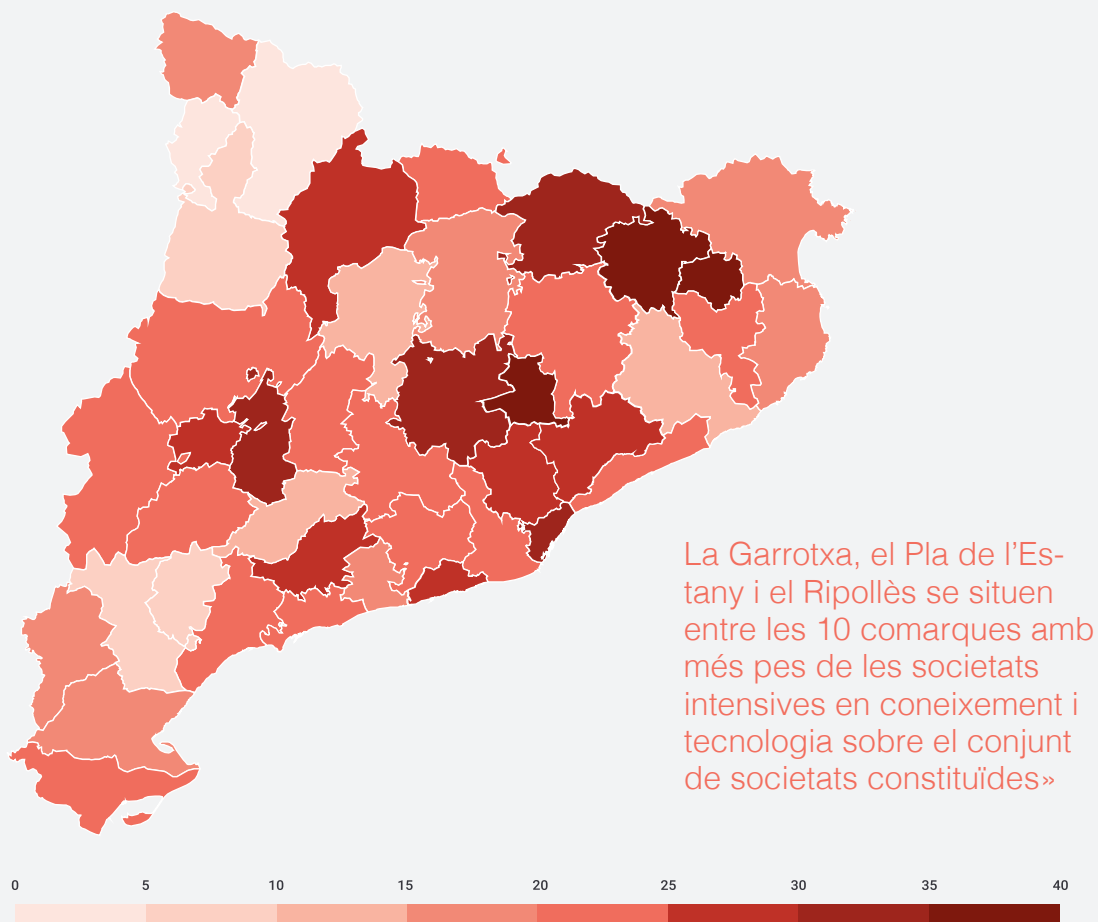 La Garrotxa, el Pla de l'Es-
tany i el Ripollès se situen
entre les 10 comarques amb
més pes de les societats
intensives en coneixement i
tecnologia sobre el conjunt
de societats constituïdes»
0 5 10 15 20 25 30 35 40